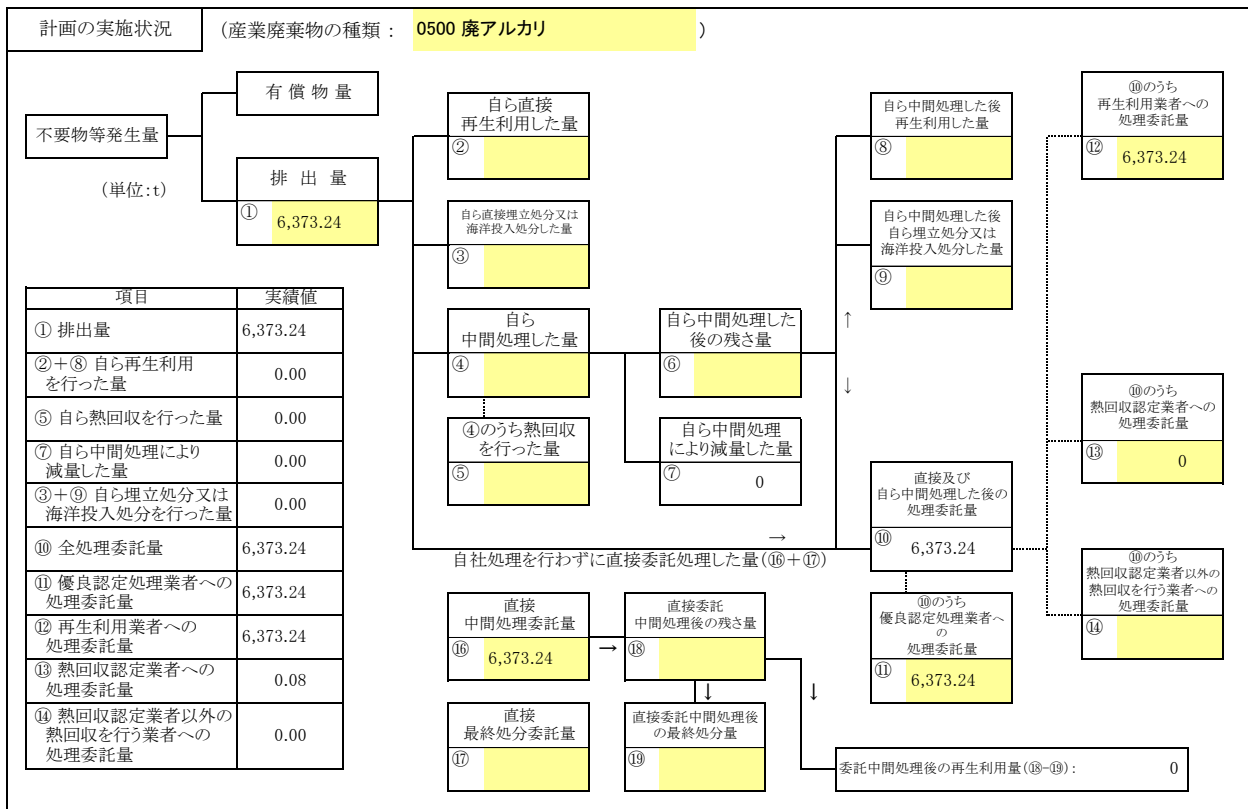 計画の実施状況
(産業廃棄物の種類： 0500 廃アルカリ )
不要物等発生量
(単位:t)
有 償 物 量
排 出 量
① 6,373.24
自ら直接
再生利用した量
②
自ら直接埋立処分又は
海洋投入処分した量
③
自ら
中間処理した量
④
④のうち熱回収
を行った量
⑤
自ら中間処理した
後の残さ量
⑥
自ら中間処理
により減量した量
⑦ 0
自ら中間処理した後
再生利用した量
⑧
自ら中間処理した後
自ら埋立処分又は
海洋投入処分した量
⑨
↑
↓
⑩のうち
再生利用業者への
処理委託量
⑫ 6,373.24
⑩のうち
熱回収認定業者への
処理委託量
⑬ 0
⑩のうち
熱回収認定業者以外の
熱回収を行う業者への
処理委託量
⑭
直接及び
自ら中間処理した後の
処理委託量
⑩ 6,373.24
⑩のうち
優良認定処理業者へ
の
処理委託量
⑪ 6,373.24
→
自社処理を行わずに直接委託処理した量(⑯+⑰)
直接
中間処理委託量
⑯ 6,373.24
→
直接委託
中間処理後の残さ量
⑱
↓
↓
直接
最終処分委託量
⑰
直接委託中間処理後
の最終処分量
⑲
委託中間処理後の再生利用量(⑱-⑲)： 0
項目 実績値
① 排出量 6,373.24
②+⑧ 自ら再生利用
を行った量 0.00
⑤ 自ら熱回収を行った量 0.00
⑦ 自ら中間処理により
減量した量 0.00
③+⑨ 自ら埋立処分又は
海洋投入処分を行った量 0.00
⑩ 全処理委託量 6,373.24
⑪ 優良認定処理業者への
処理委託量 6,373.24
⑫ 再生利用業者への
処理委託量 6,373.24
⑬ 熱回収認定業者への
処理委託量 0.08
⑭ 熱回収認定業者以外の
熱回収を行う業者への
処理委託量 0.00